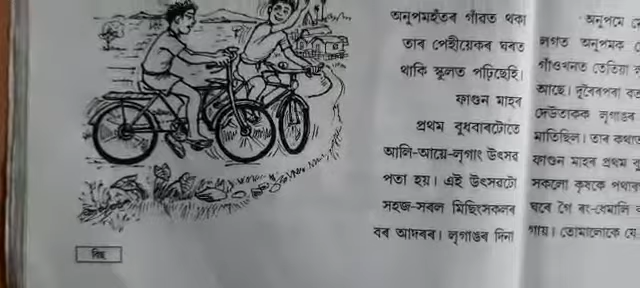 অনুপমহঁতৰ গাঁৱত থকা
তাৰ পেহীয়েকৰ ঘৰত
থাকি স্কুলত পঢ়িছেহি।
ফাগুন মাহৰ
প্ৰথম বুধবাৰটোতে
আলি-আয়ে-লৃগাং উৎসৱ
পতা হয়। এই উৎসৱটো
সহজ-সৰল মিছিংসকলৰ
বৰ আদৰৰ। লৃগাঙৰ দিনা
অনুপমে
লগত অনুপমক
গাঁওখনত তেতিয়া
আছে। দুৱৈৰপৰা
দেউতাকক লৃগাঙৰ
মাতিছিল। তাৰ কথা
ফাগুন মাহৰ প্ৰথম
সকলো কৃষকে পথাৰ
ঘৰে গৈ ৰং-ধেমালি
গায়। তোমালোকে যে